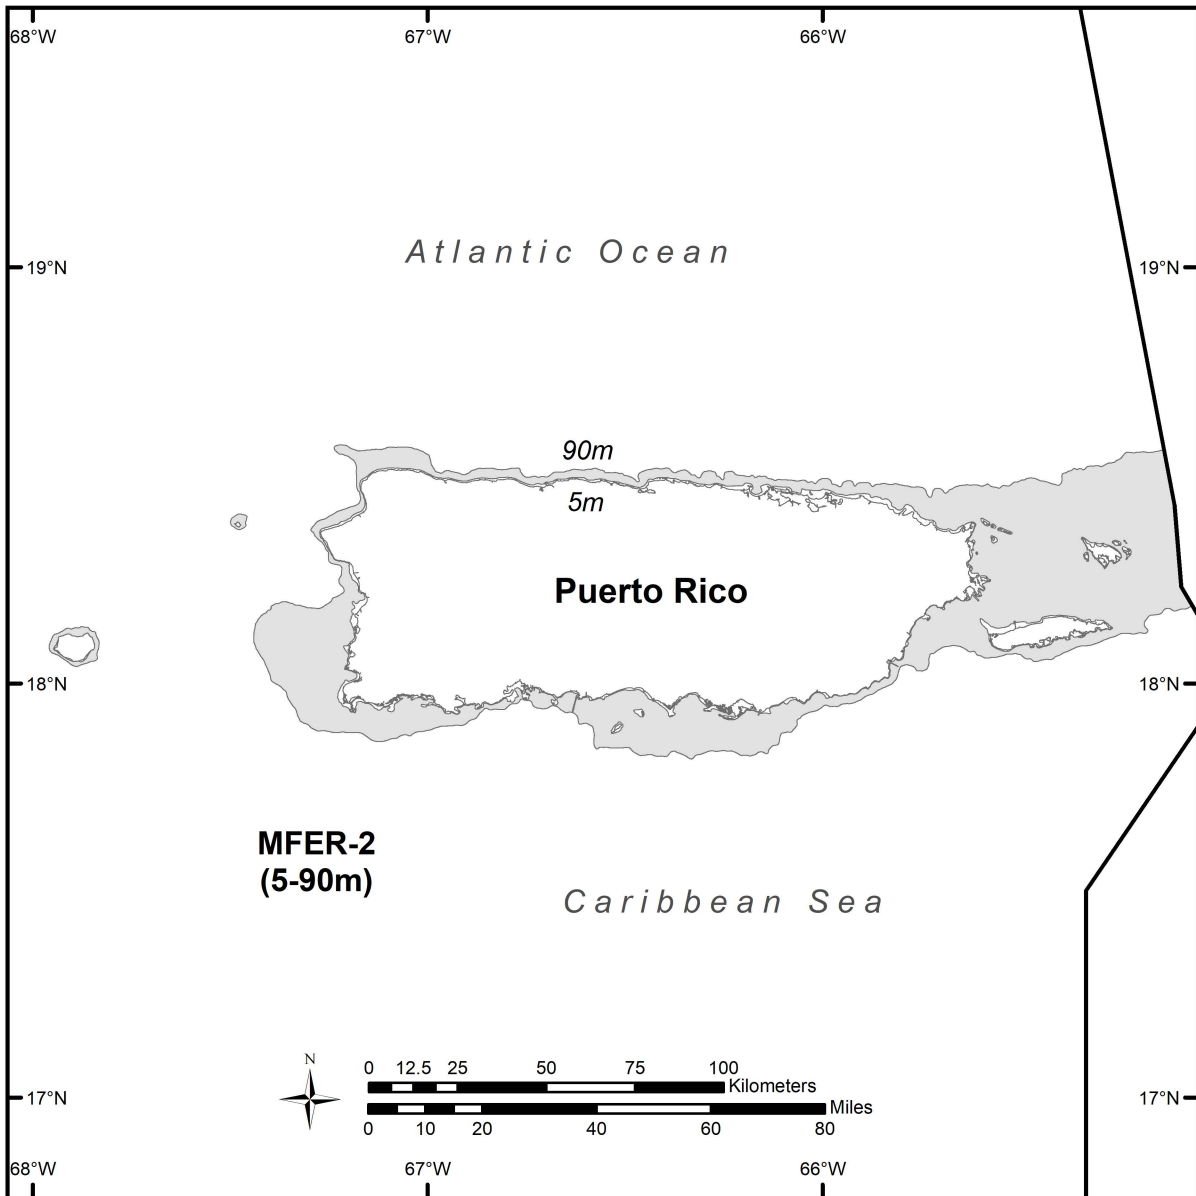 68°W 67°W 66°W
Atlantic Ocean
19°N 19°N
90m
5m
Puerto Rico
18°N 18°N
MFER-2
(5-90m)
Caribbean Sea
N
0 12.5 25 50 75 100
Kilometers
Miles
0 10 20 40 60 80
17°N 17°N
68°W 67°W 66°W